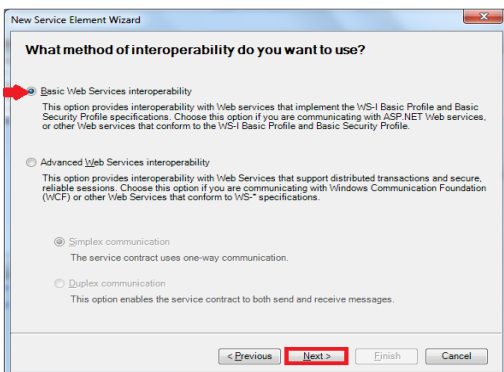 New Service Element Wizard
What method of interoperability do you want to use?
Basic Web Services interoperability
This option provides interoperability with Web services that implement the WS-I Basic Profile and Basic
Security Profile specifications. Choose this option if you are communicating with ASP.NET Web services,
or other Web services that conform to the WS-I Basic Profile and Basic Security Profile.
Advanced Web Services interoperability
This option provides interoperability with Web Services that support distributed transactions and secure,
reliable sessions. Choose this option if you are communicating with Windows Communication Foundation
(WCF) or other Web Services that conform to WS-* specifications.
Simplex communication
The service contract uses one-way communication.
Duplex communication
This option enables the service contract to both send and receive messages.
< Previous Next > Finish Cancel